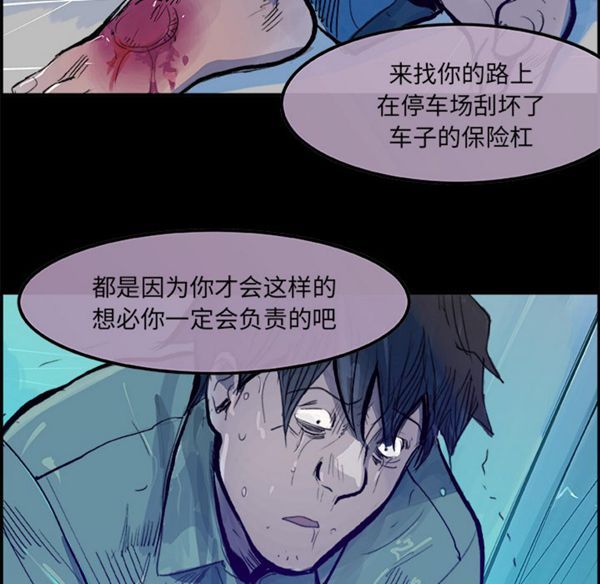 来找你的路上
在停车场刮坏了
车子的保险杠
都是因为你才会这样的
想必你一定会负责的吧